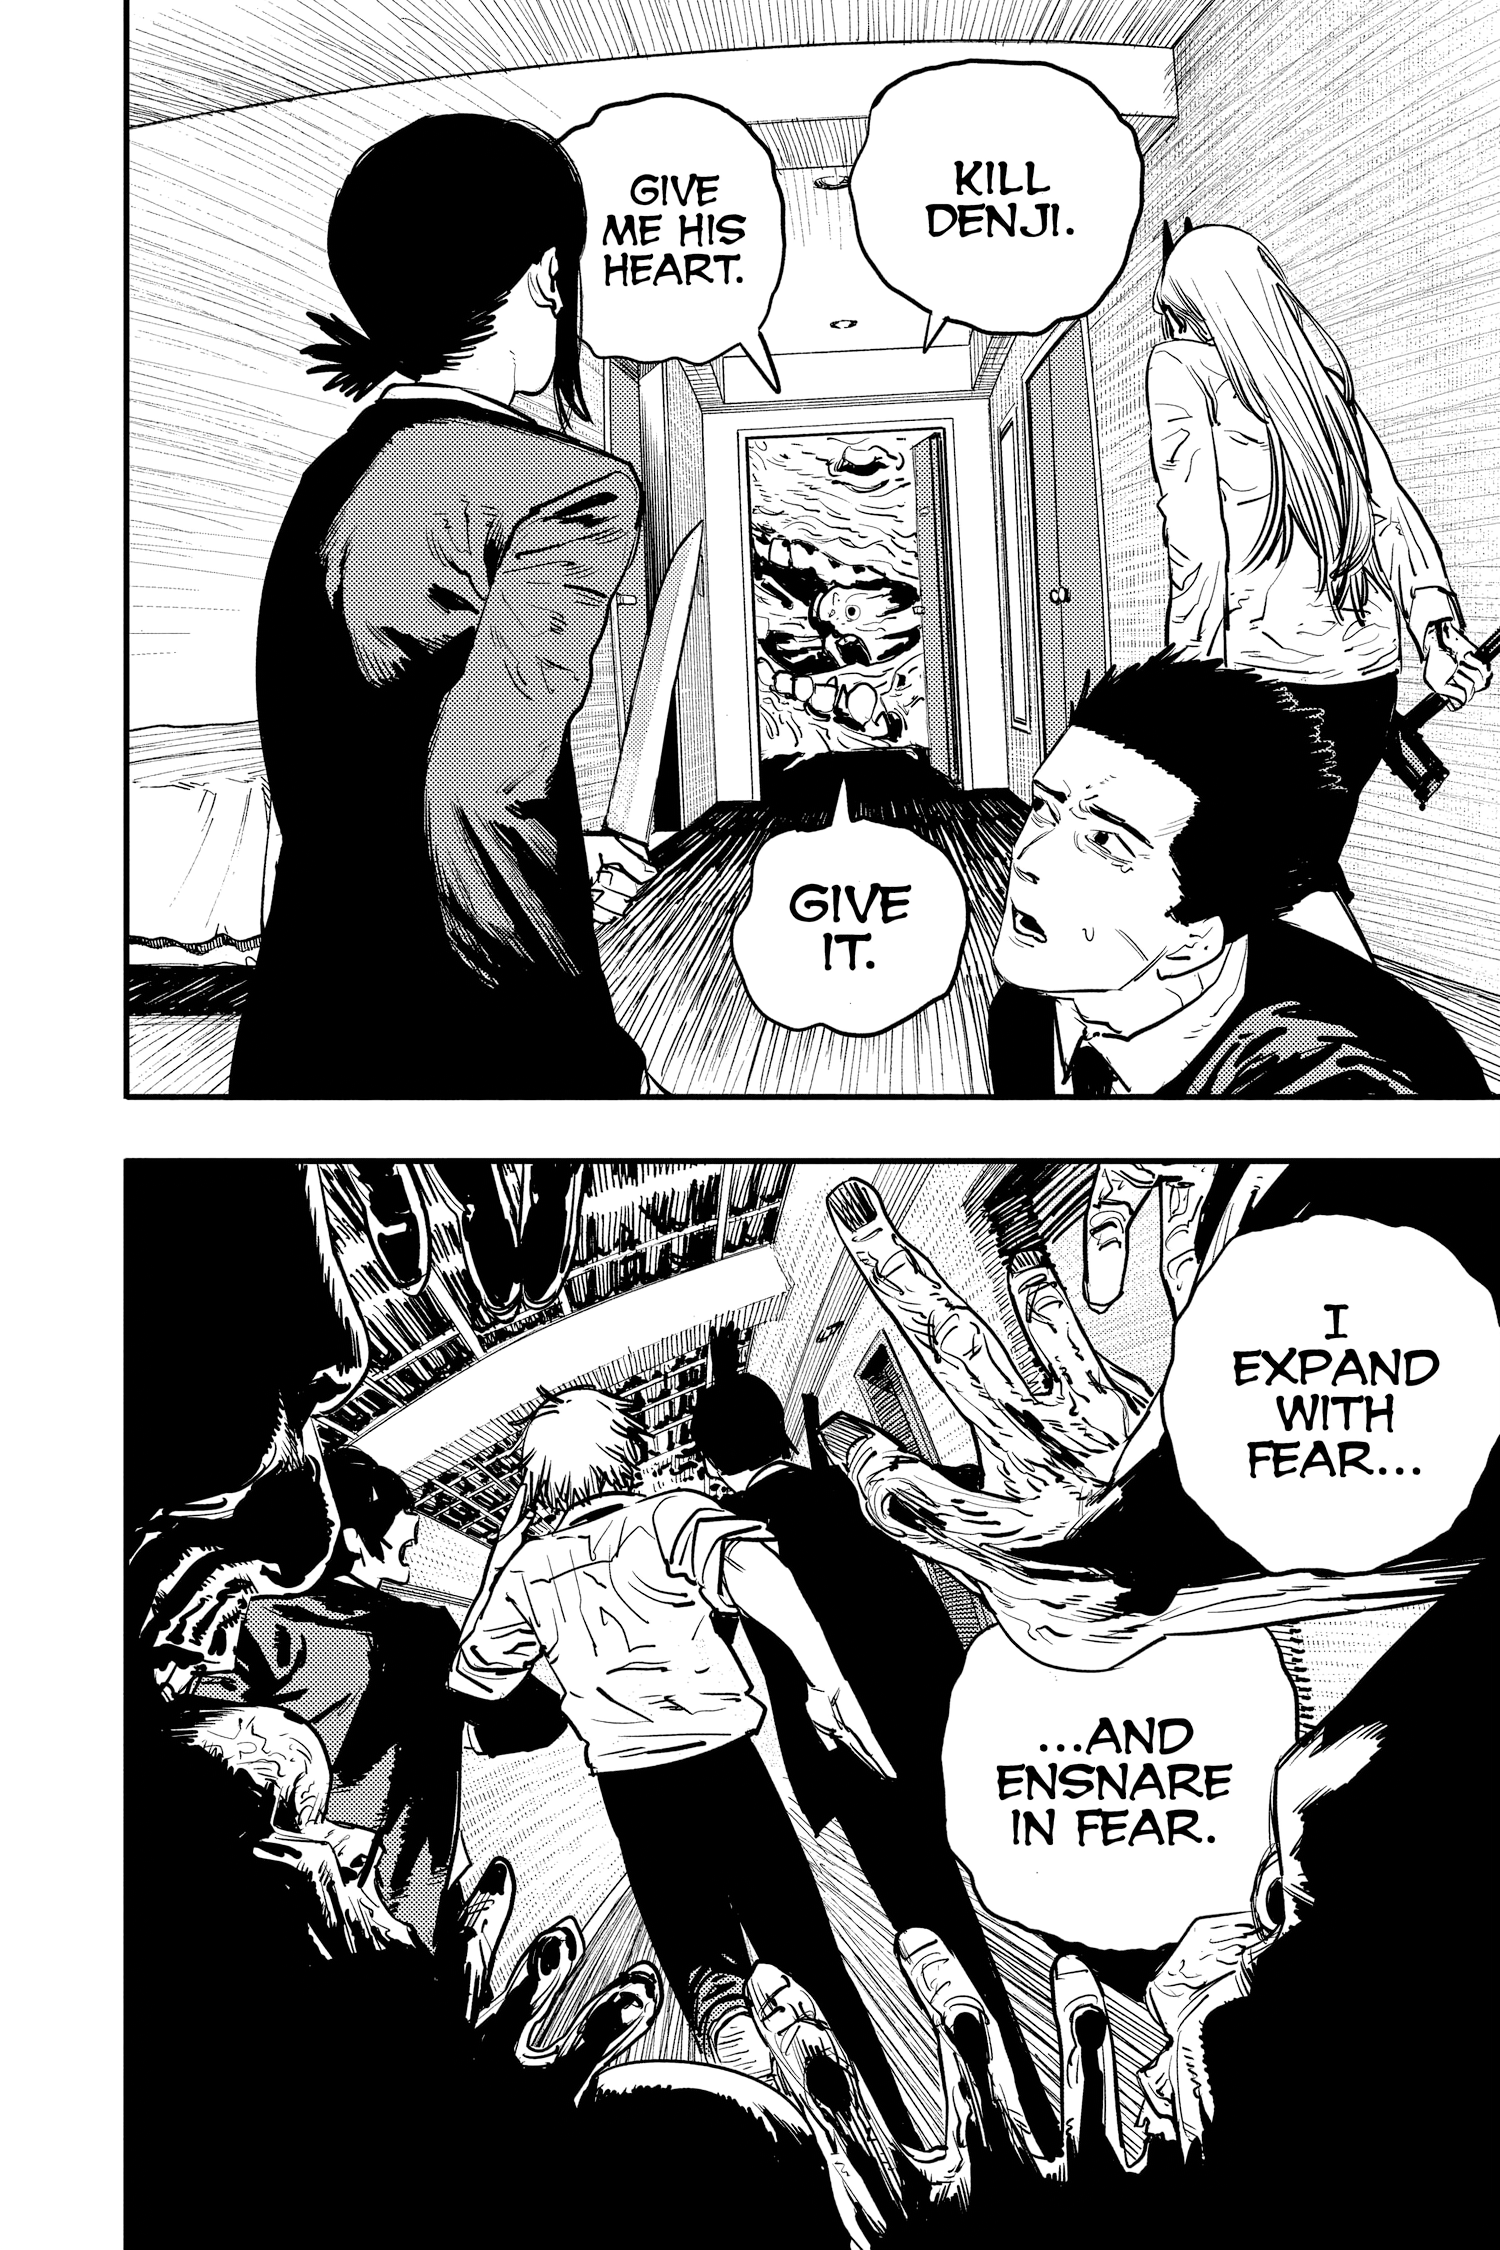 KILL
DENJI.
GIVE
ME HIS
HEART.
GIVE
IT.
I
EXPAND
WITH
FEAR...
...AND
ENSNARE
IN FEAR.